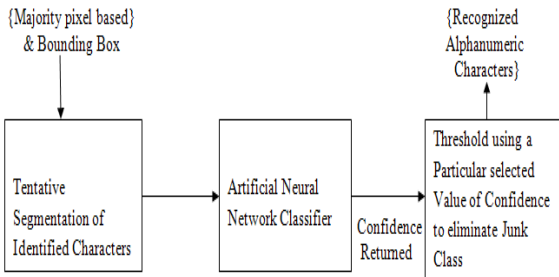 {Majority pixel based}
& Bounding Box
{Recognized
Alphanumeric
Characters}
Tentative
Segmentation of
Identified Characters
Artificial Neural
Network Classifier
Confidence
Returned
Threshold using a
Particular selected
Value of Confidence
to eliminate Junk
Class